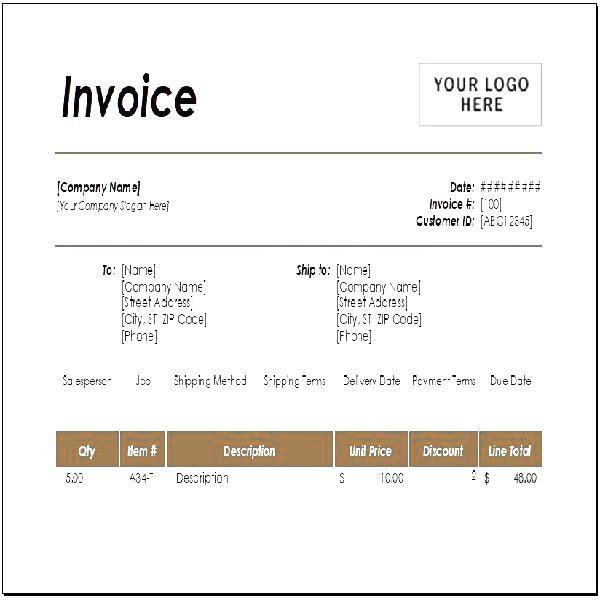 Invoice
YOUR LOGO
HERE
[Company Name]
[Your Company Slogan Here]
Date: #########
Invoice #: [100]
Customer ID: [ABC12345]
To: [Name]
[Company Name]
[Street Address]
[City, ST ZIP Code]
[Phone]
Ship to: [Name]
[Company Name]
[Street Address]
[City, ST ZIP Code]
[Phone]
Salesperson Job Shipping Method Shipping Terms Delivery Date Payment Terms Due Date
Qty Item # Description Unit Price Discount Line Total
5.00 A34-T Description $ 10.00 2 $ 48.00